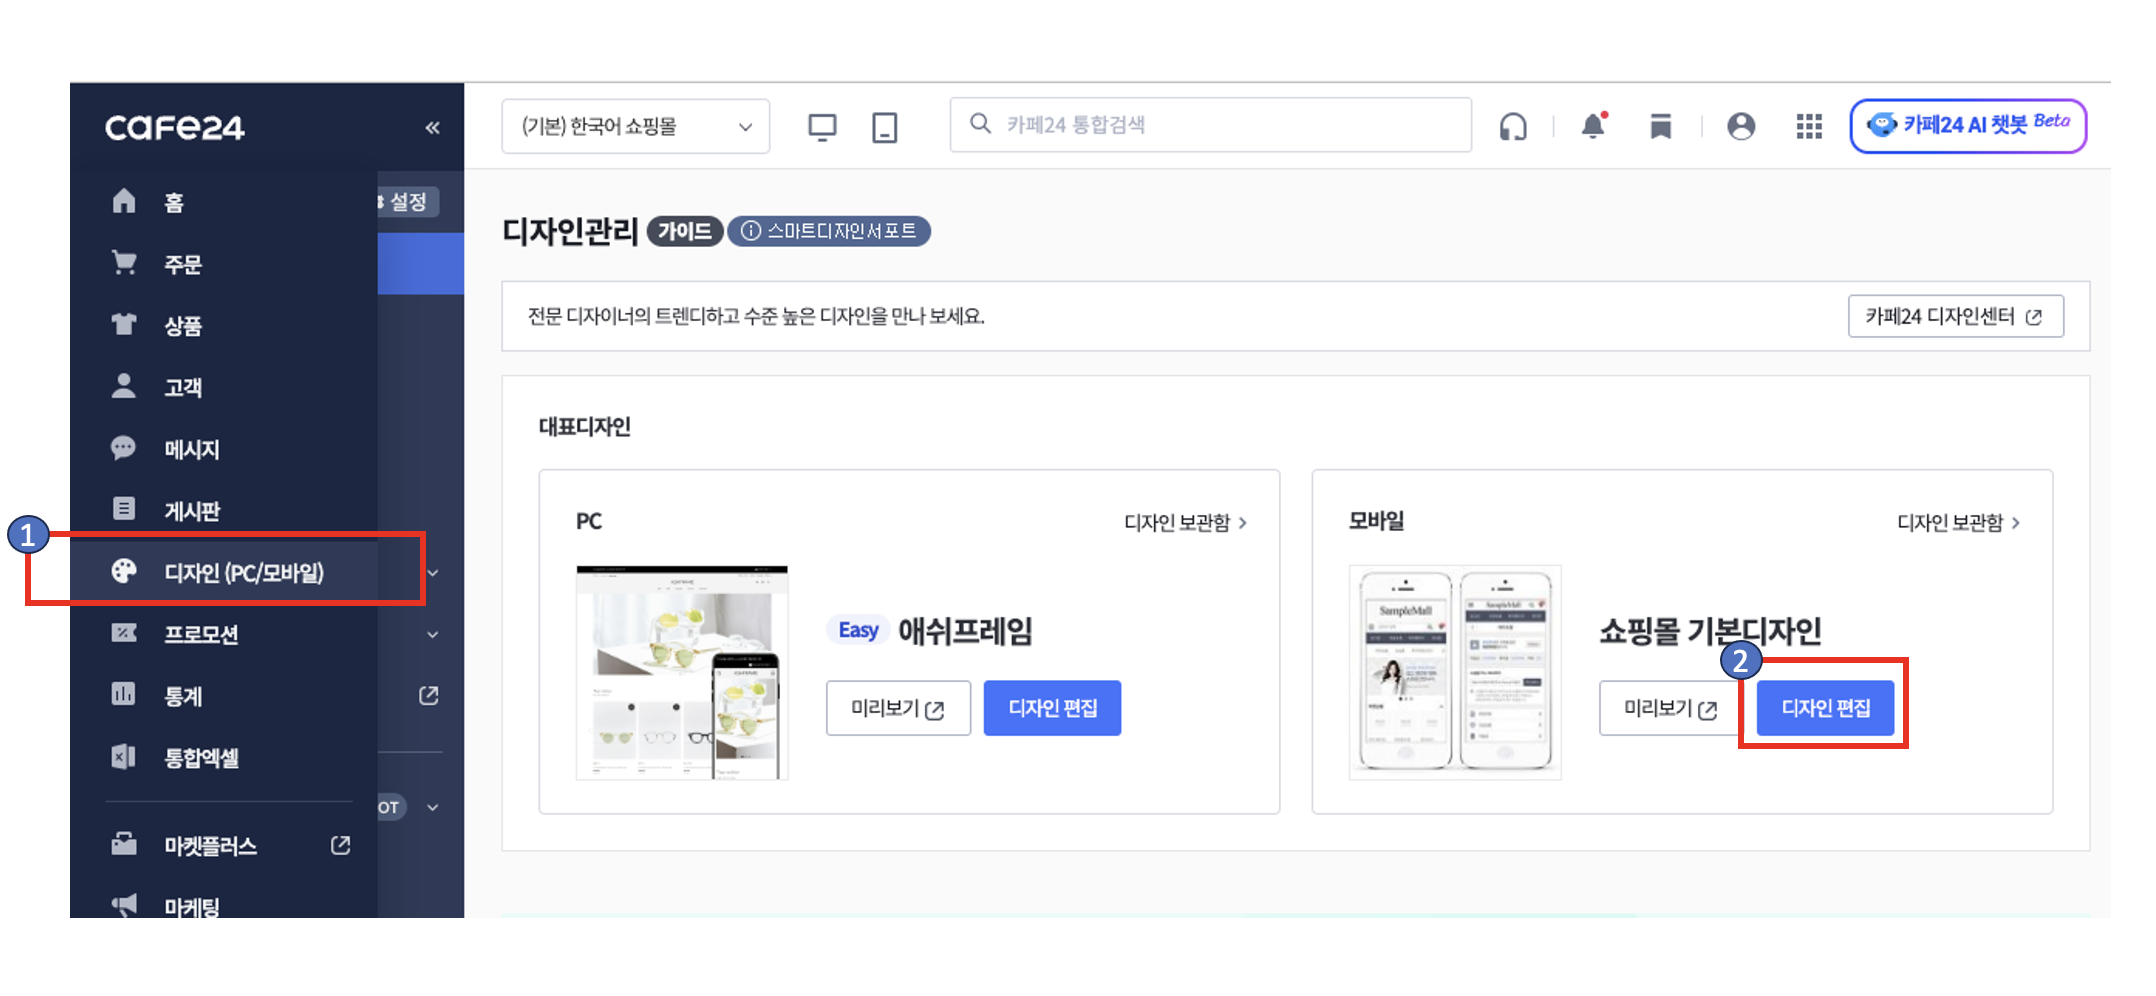 CAFE24
«
(기본) 한국어 쇼핑몰
카페24 통합검색
카페24 AI 챗봇 Beta
홈
설정
주문
상품
고객
메시지
게시판
1
디자인 (PC/모바일)
프로모션
통계
통합엑셀
OT
마켓플러스
마케팅
디자인관리 가이드 스마트디자인서포트
전문 디자이너의 트렌디하고 수준 높은 디자인을 만나 보세요.
카페24 디자인센터
대표디자인
PC
디자인 보관함 >
Easy 애쉬프레임
미리보기
디자인 편집
모바일
디자인 보관함 >
SampleMall
SampleMall
쇼핑몰 기본디자인
2
미리보기
디자인 편집